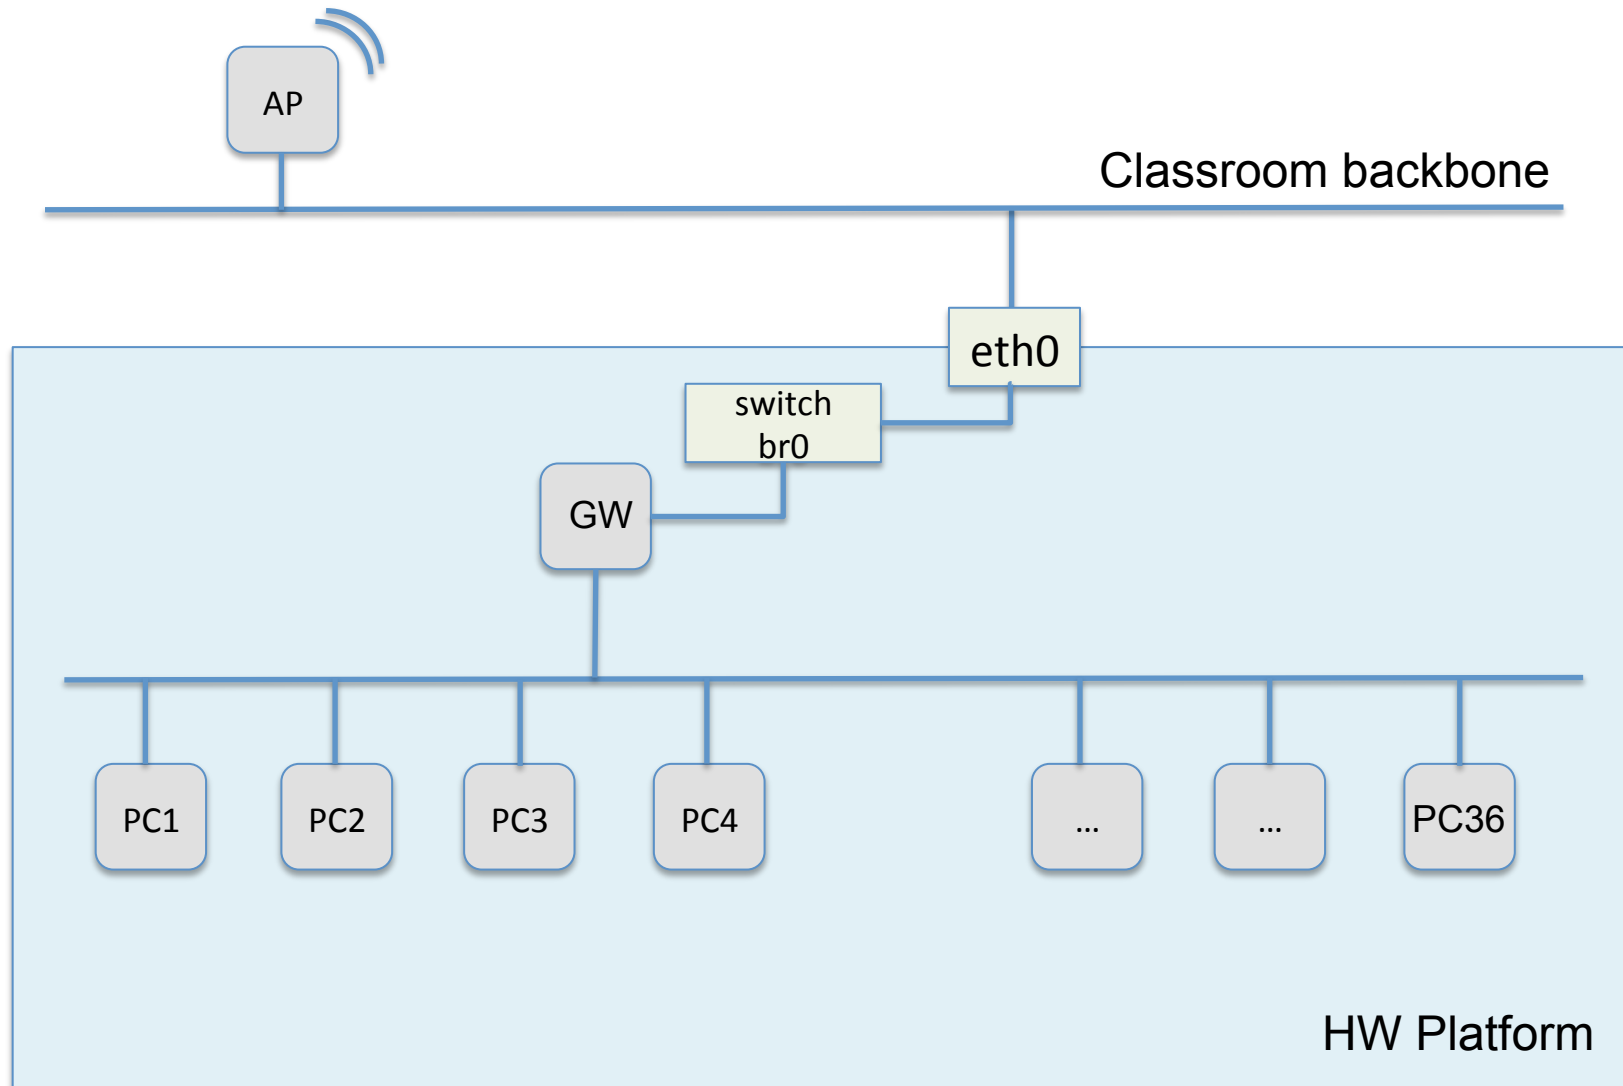 AP
Classroom backbone
eth0
switch
br0
GW
PC1
PC2
PC3
PC4
...
...
PC36
HW Platform